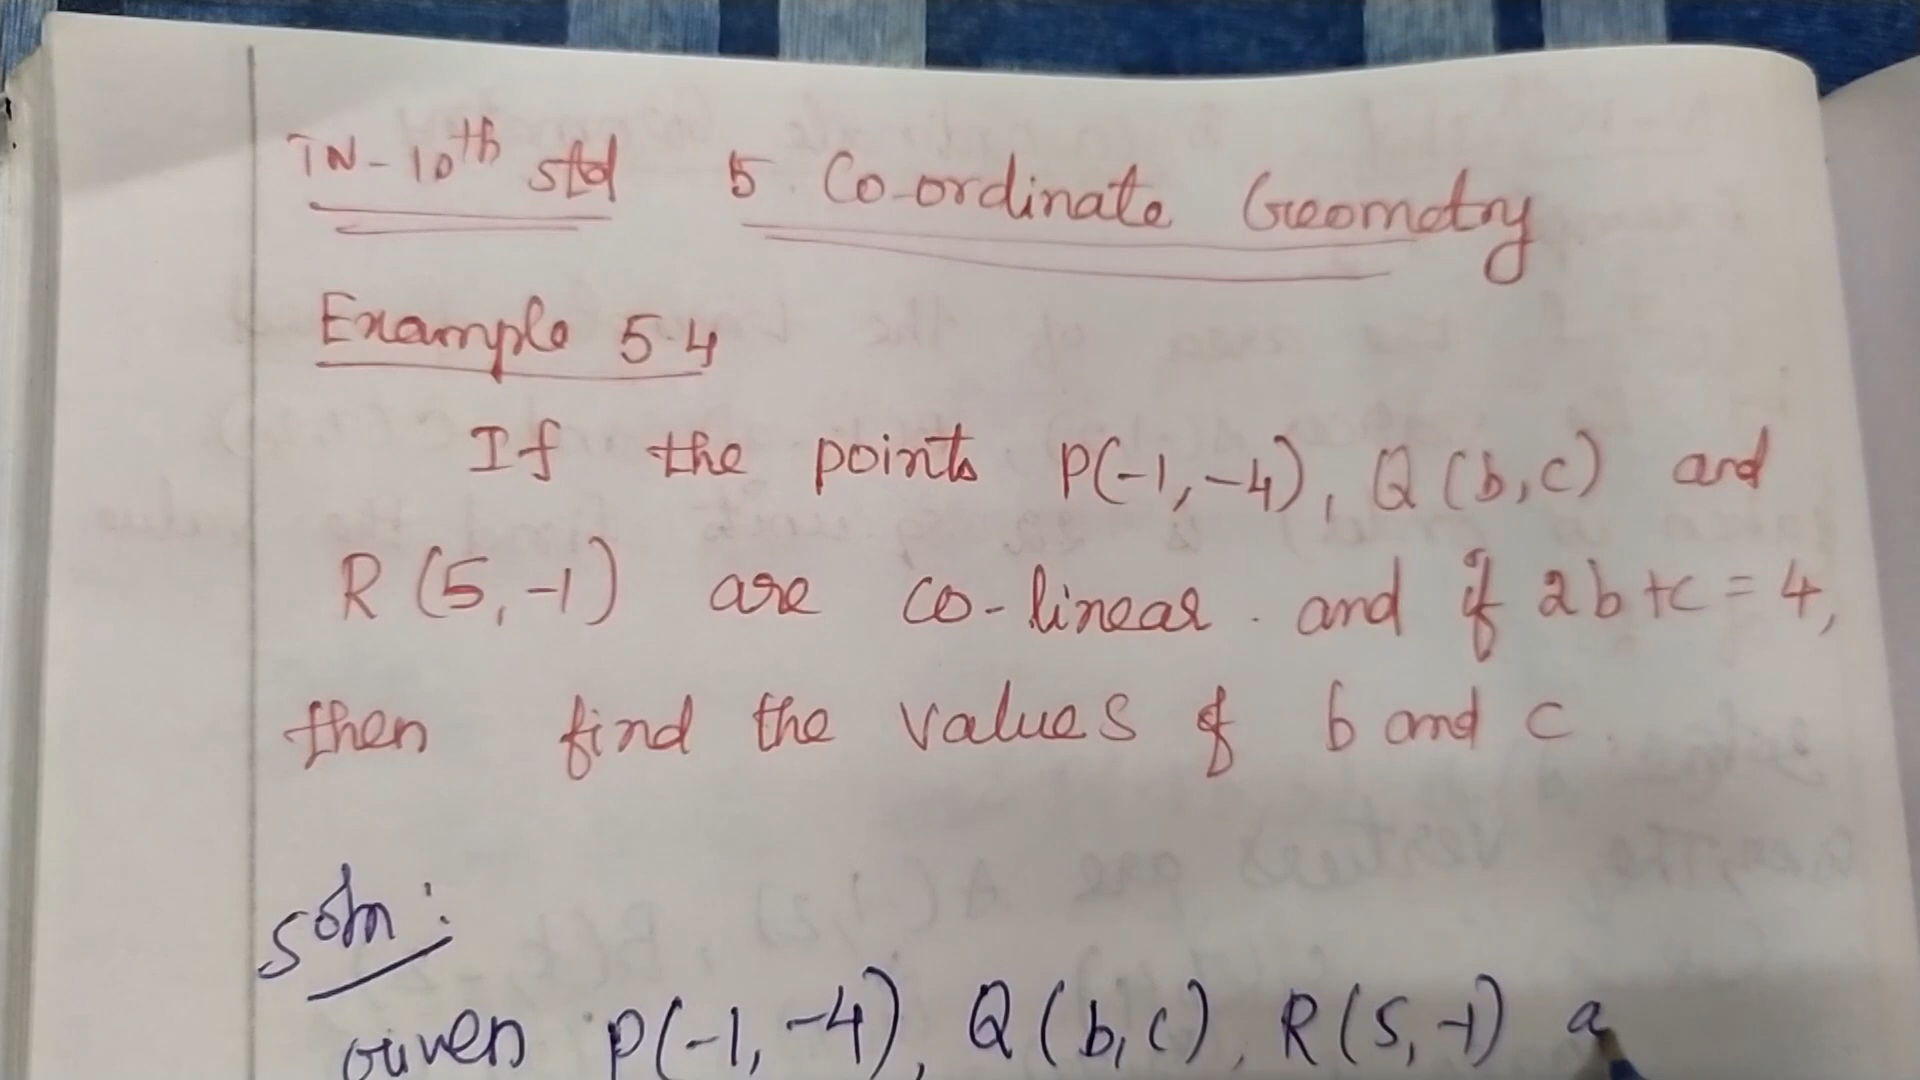 TN-10th std 5. Co-ordinate Geometry
Example 5.4
If the points P(-1,-4), Q(b,c) and
R(5,-1) are co-linear. and if 2b+c=4,
then find the values of b and c.
Soln:
Given P(-1,-4), Q(b,c), R(5,-1) a